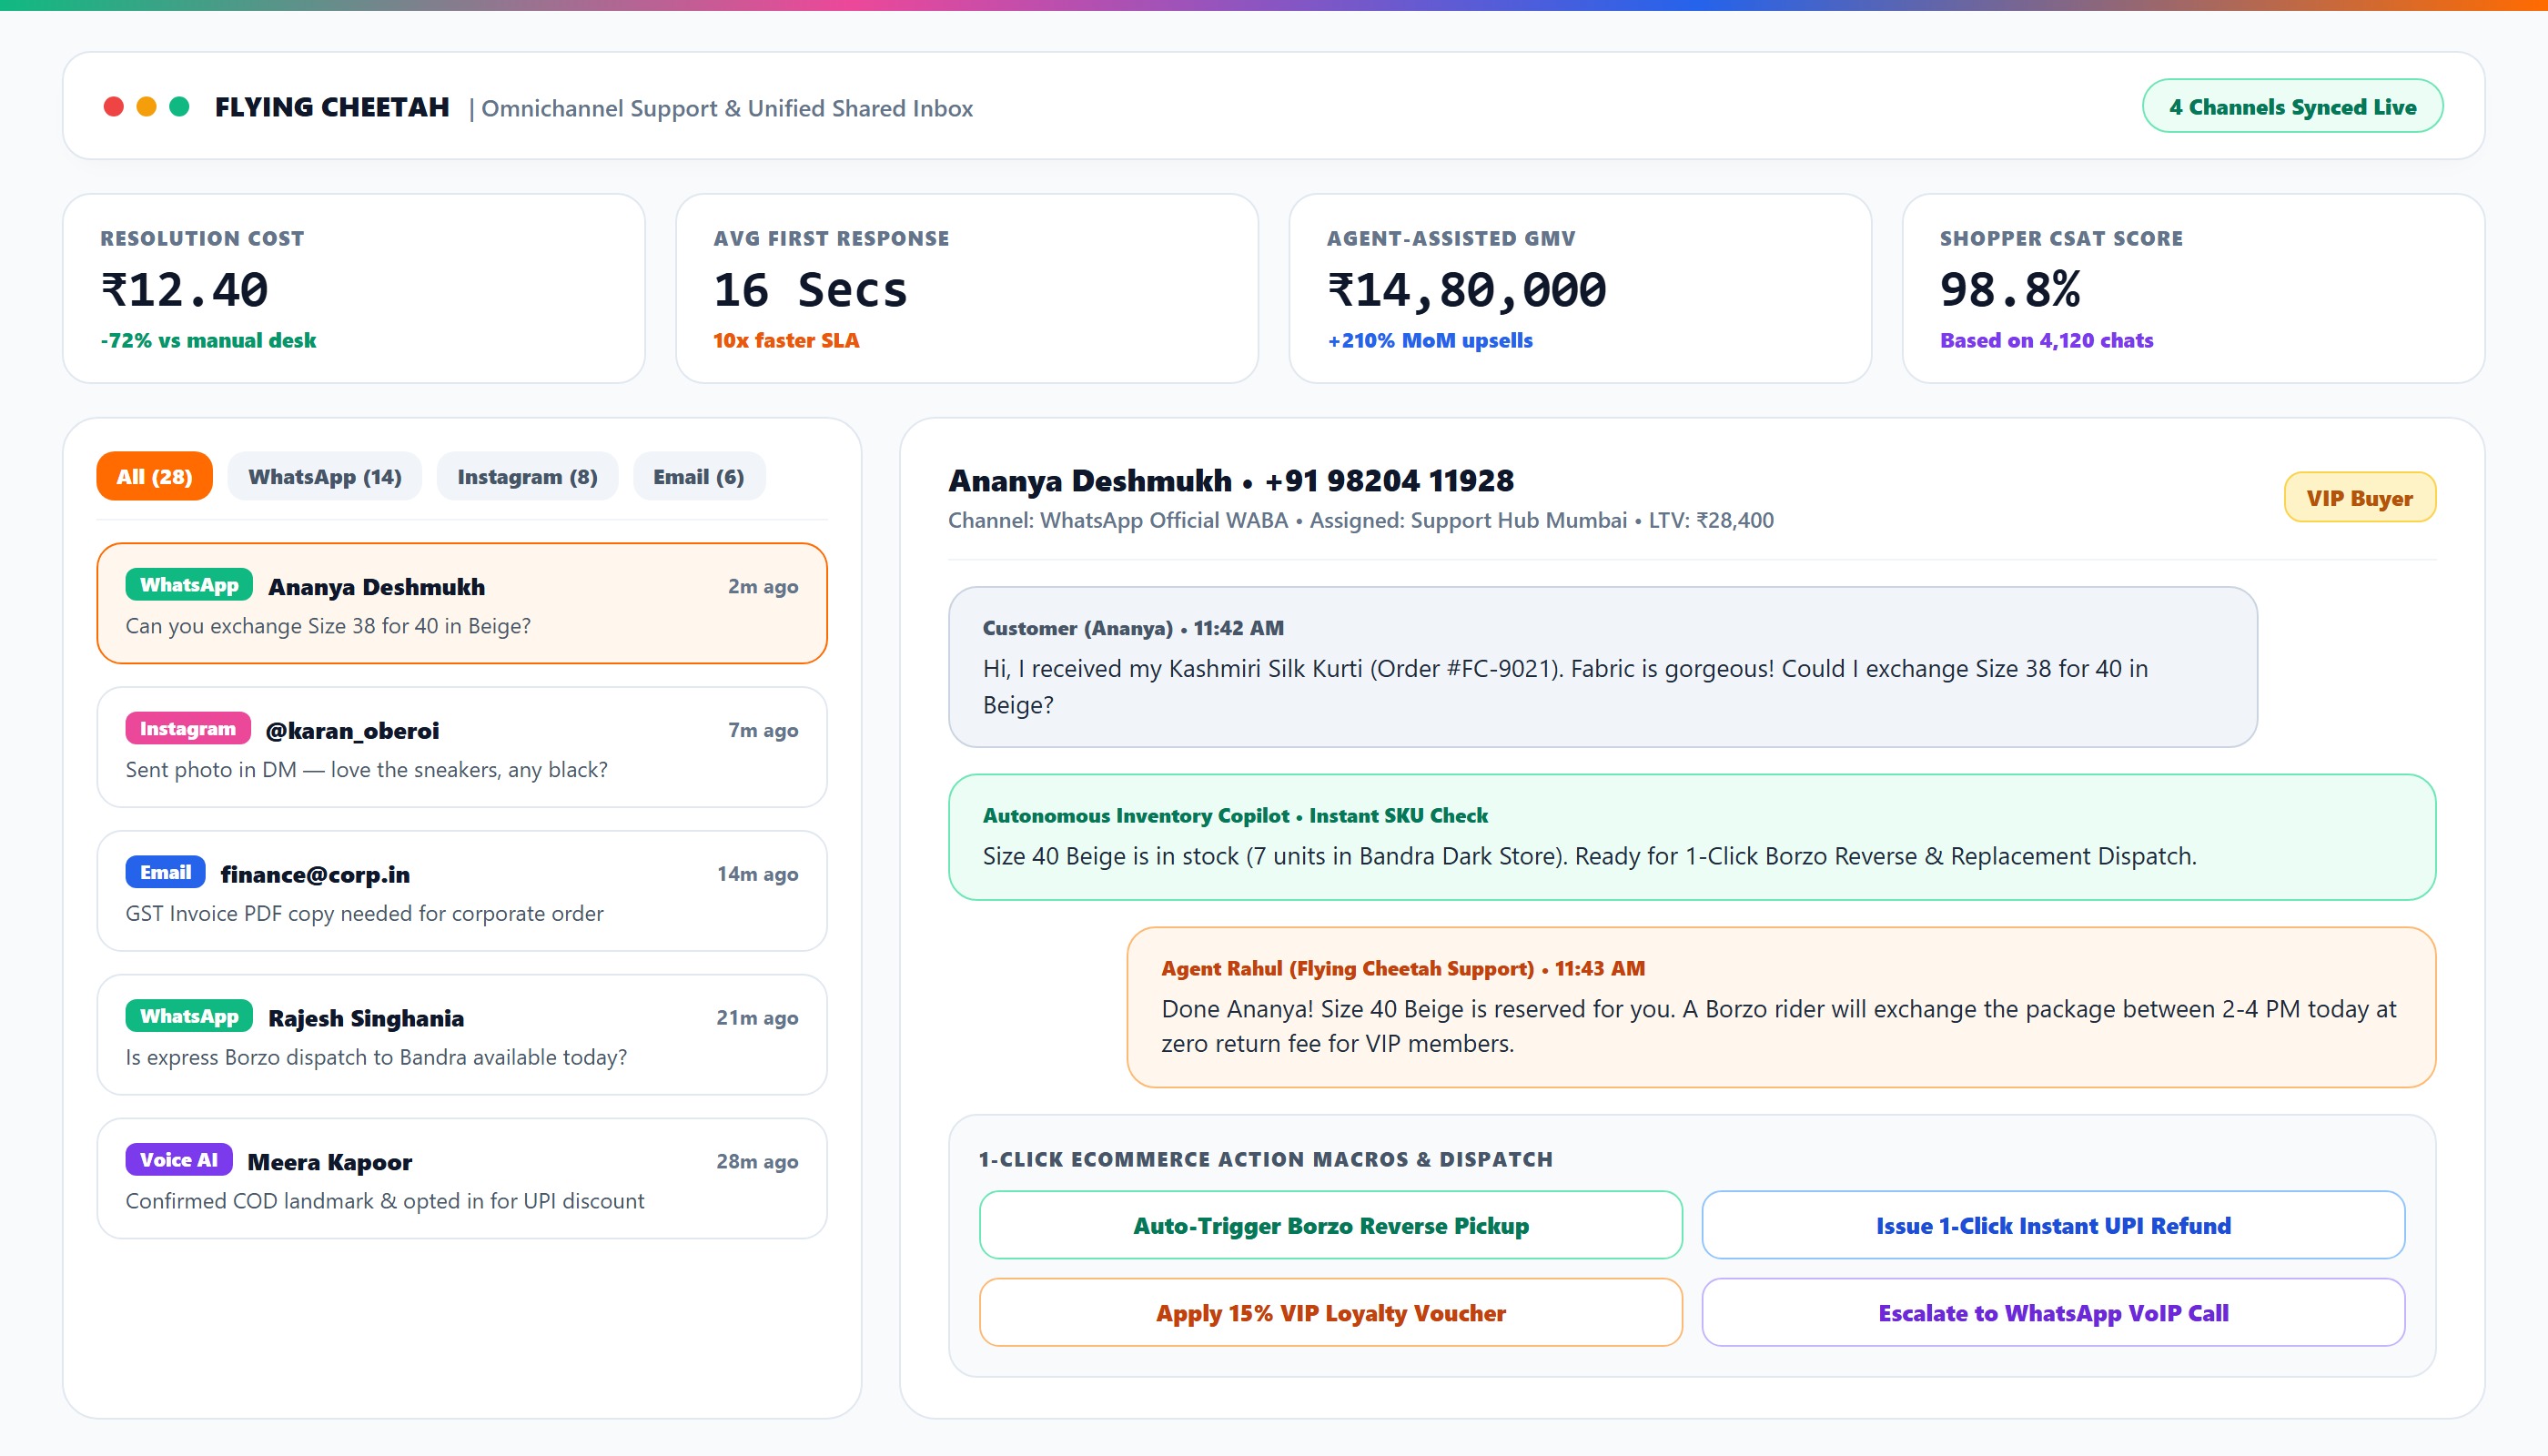 FLYING CHEETAH | Omnichannel Support & Unified Shared Inbox
4 Channels Synced Live
RESOLUTION COST
₹12.40
-72% vs manual desk
AVG FIRST RESPONSE
16 Secs
10x faster SLA
AGENT-ASSISTED GMV
₹14,80,000
+210% MoM upsells
SHOPPER CSAT SCORE
98.8%
Based on 4,120 chats
All (28) WhatsApp (14) Instagram (8) Email (6)
WhatsApp Ananya Deshmukh 2m ago
Can you exchange Size 38 for 40 in Beige?
Instagram @karan_oberoi 7m ago
Sent photo in DM — love the sneakers, any black?
Email finance@corp.in 14m ago
GST Invoice PDF copy needed for corporate order
WhatsApp Rajesh Singhania 21m ago
Is express Borzo dispatch to Bandra available today?
Voice AI Meera Kapoor 28m ago
Confirmed COD landmark & opted in for UPI discount
Ananya Deshmukh • +91 98204 11928
Channel: WhatsApp Official WABA • Assigned: Support Hub Mumbai • LTV: ₹28,400
VIP Buyer
Customer (Ananya) • 11:42 AM
Hi, I received my Kashmiri Silk Kurti (Order #FC-9021). Fabric is gorgeous! Could I exchange Size 38 for 40 in
Beige?
Autonomous Inventory Copilot • Instant SKU Check
Size 40 Beige is in stock (7 units in Bandra Dark Store). Ready for 1-Click Borzo Reverse & Replacement Dispatch.
Agent Rahul (Flying Cheetah Support) • 11:43 AM
Done Ananya! Size 40 Beige is reserved for you. A Borzo rider will exchange the package between 2-4 PM today at
zero return fee for VIP members.
1-CLICK ECOMMERCE ACTION MACROS & DISPATCH
Auto-Trigger Borzo Reverse Pickup
Issue 1-Click Instant UPI Refund
Apply 15% VIP Loyalty Voucher
Escalate to WhatsApp VoIP Call